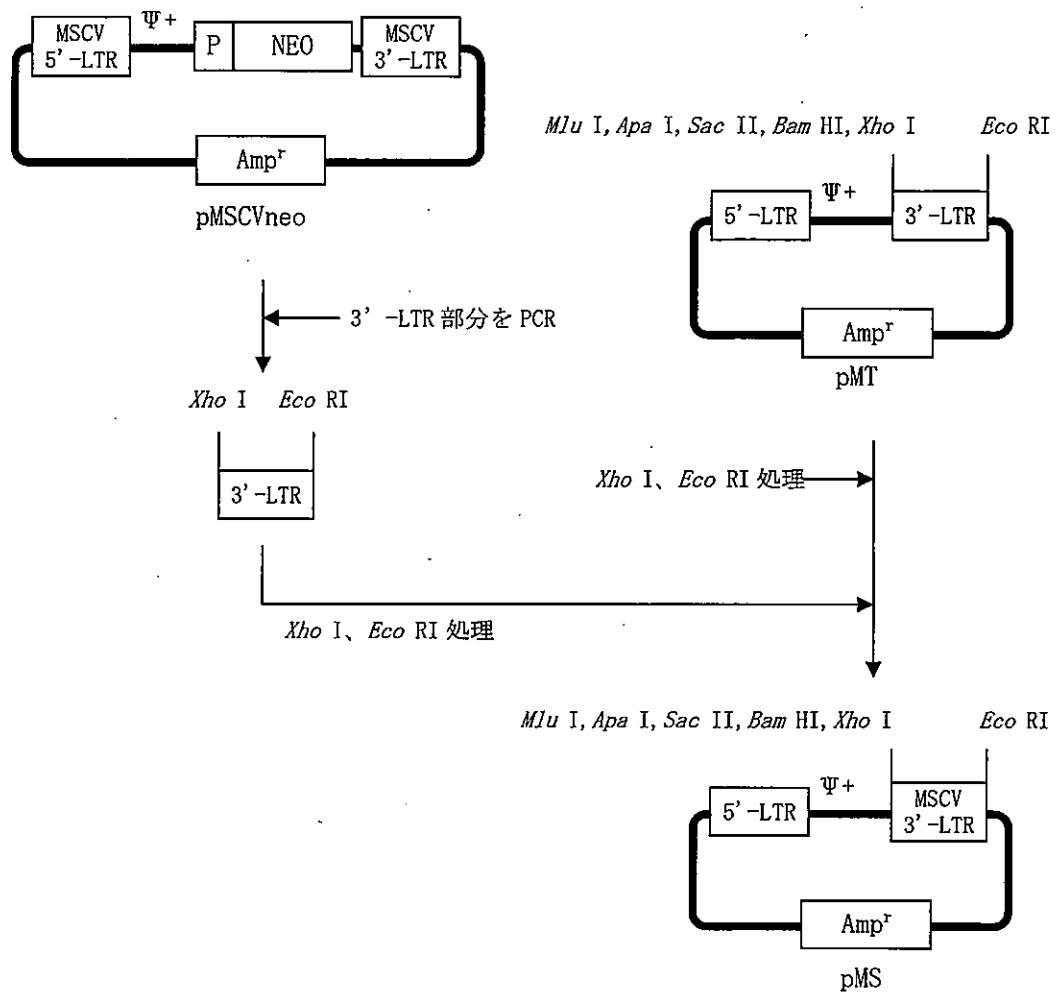 MSCV
5'-LTR
Ψ+
P
NEO
MSCV
3'-LTR
Ampʳ
pMSCVneo
3'-LTR 部分を PCR
Xho I Eco RI
3'-LTR
Xho I、Eco RI 処理
Mlu I, Apa I, Sac II, Bam HI, Xho I Eco RI
5'-LTR
Ψ+
3'-LTR
Ampʳ
pMT
Xho I、Eco RI 処理
Mlu I, Apa I, Sac II, Bam HI, Xho I Eco RI
5'-LTR
Ψ+
MSCV
3'-LTR
Ampʳ
pMS